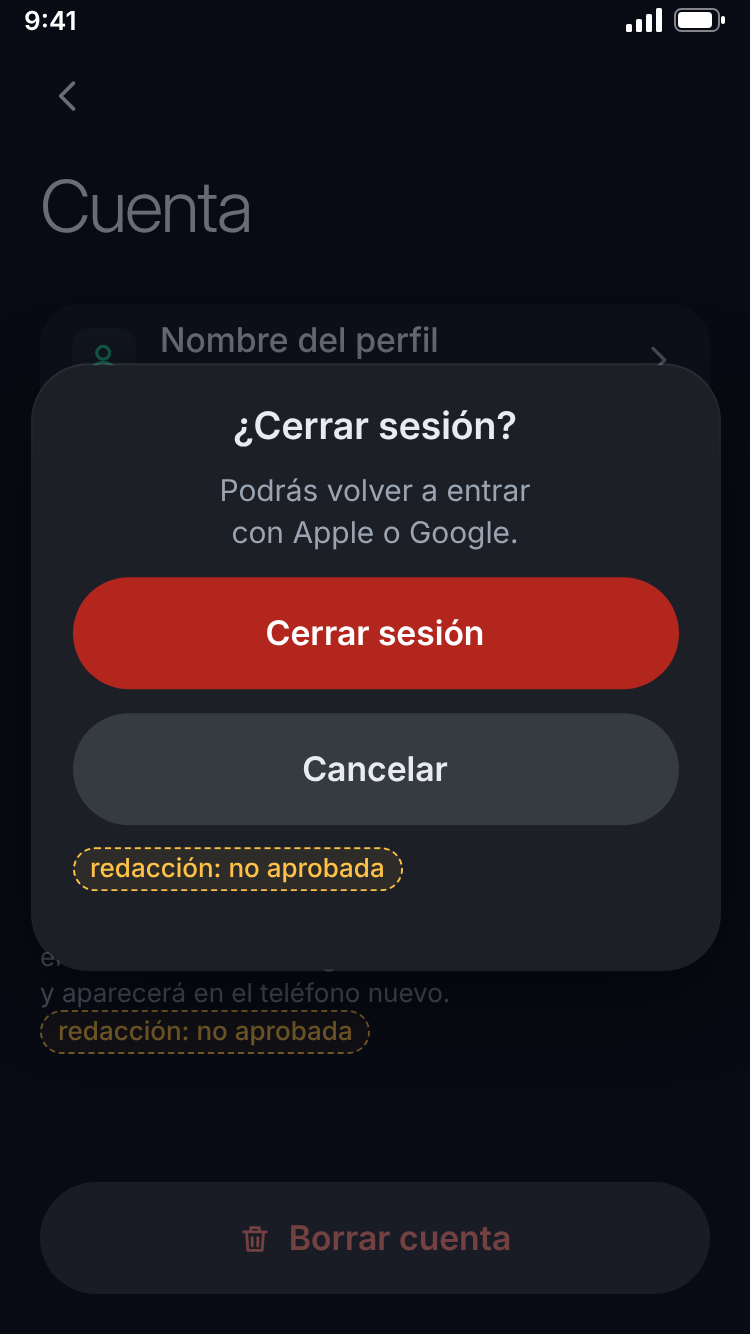 9:41
Cuenta
Nombre del perfil
¿Cerrar sesión?
Podrás volver a entrar
con Apple o Google.
Cerrar sesión
Cancelar
redacción: no aprobada
y aparecerá en el teléfono nuevo.
redacción: no aprobada
Borrar cuenta